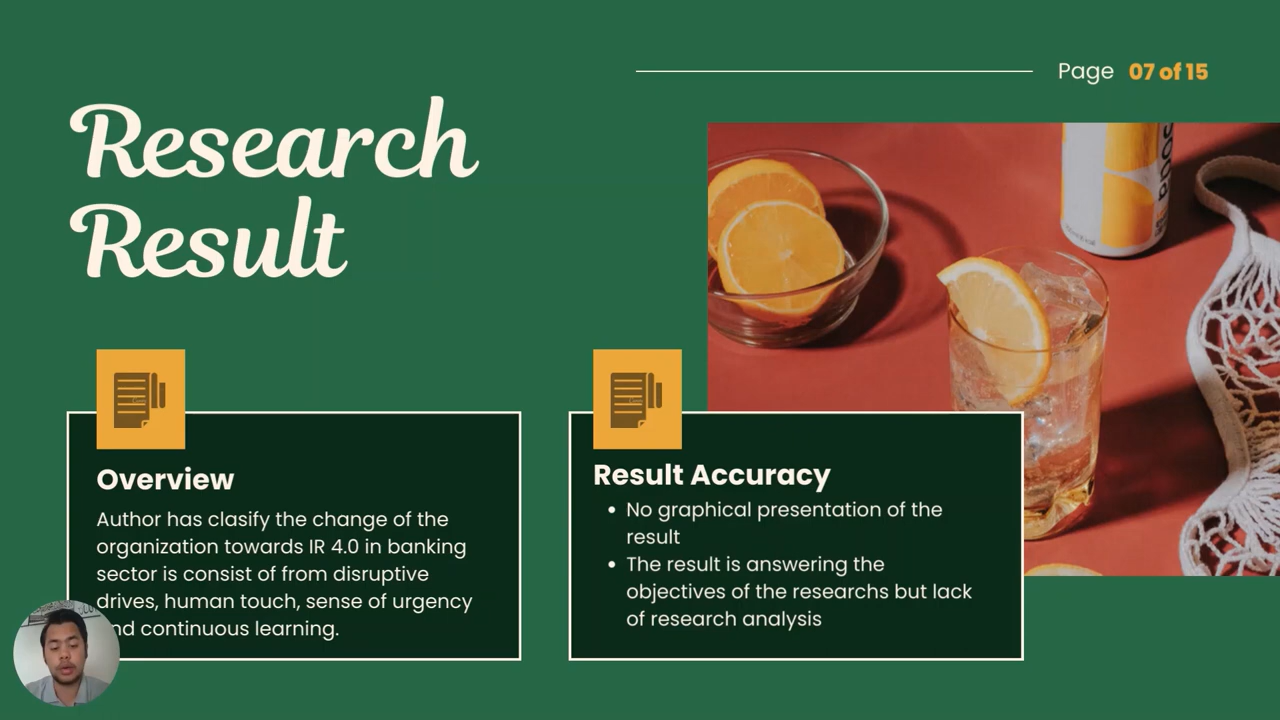 Page 07 of 15
Research
Result
Overview
Author has clasify the change of the
organization towards IR 4.0 in banking
sector is consist of from disruptive
drives, human touch, sense of urgency
and continuous learning.
Result Accuracy
No graphical presentation of the
result
The result is answering the
objectives of the researchs but lack
of research analysis